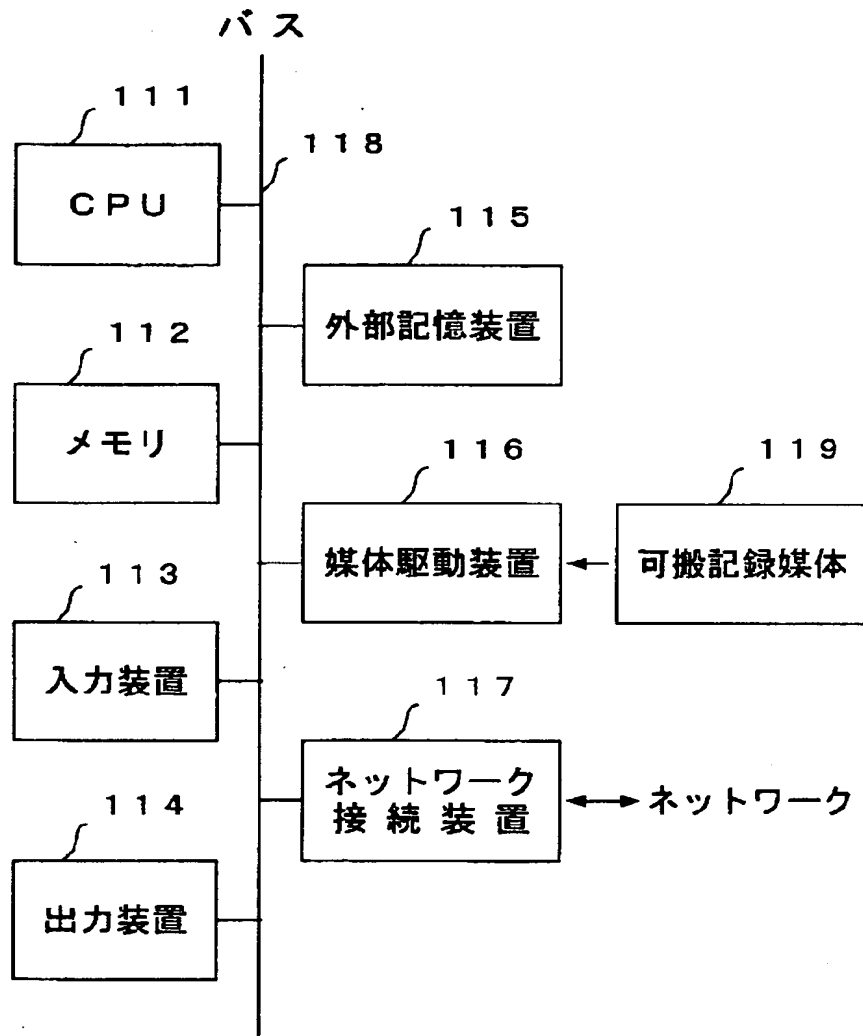 バス
111
118
CPU
115
外部記憶装置
112
メモリ
116
119
媒体駆動装置
可搬記録媒体
113
入力装置
117
ネットワーク
接続装置
ネットワーク
114
出力装置